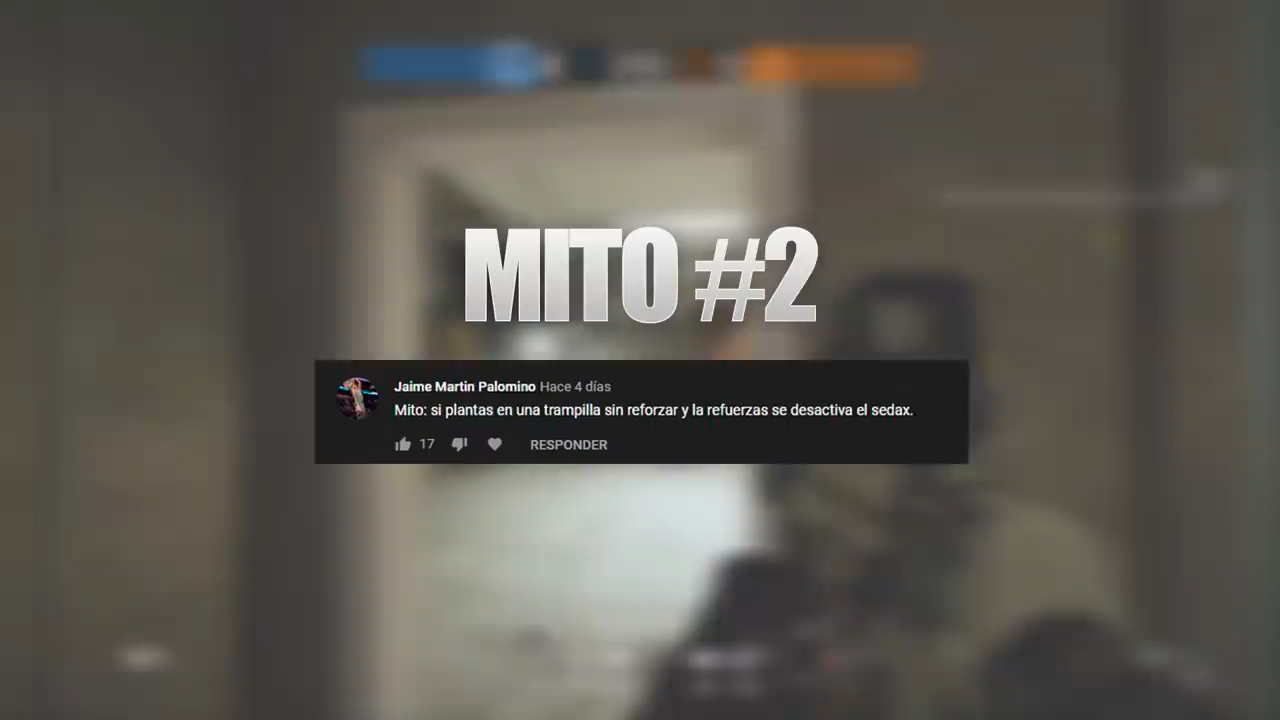 MITO #2
Jaime Martin Palomino Hace 4 días
Mito: si plantas en una trampilla sin reforzar y la refuerzas se desactiva el sedax.
17 RESPONDER